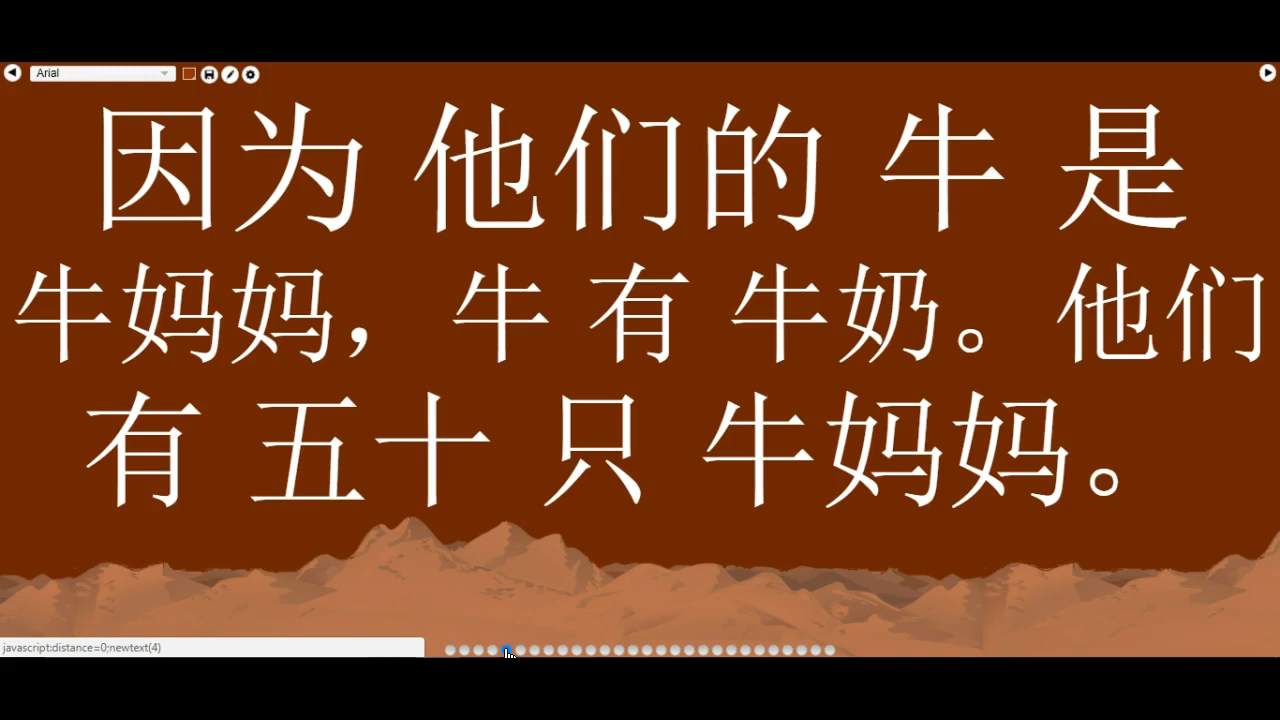 Arial
因为 他们的 牛 是
牛妈妈，牛 有 牛奶。他们
有 五十 只 牛妈妈。
javascript:distance=0;newtext(4)